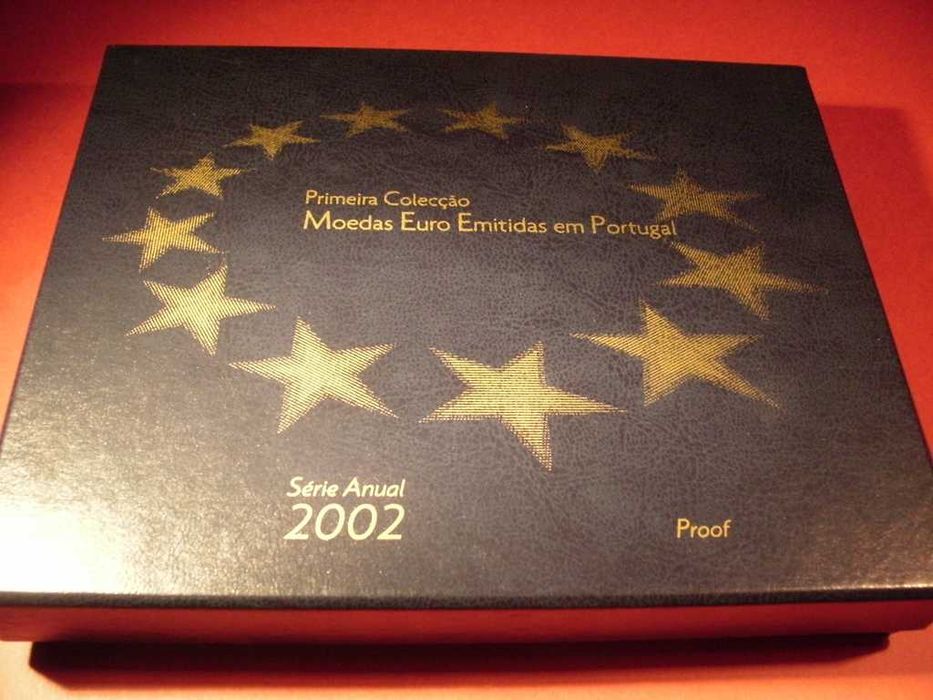 Primeira Colecção
Moedas Euro Emitidas em Portugal
Série Anual
2002
Proof